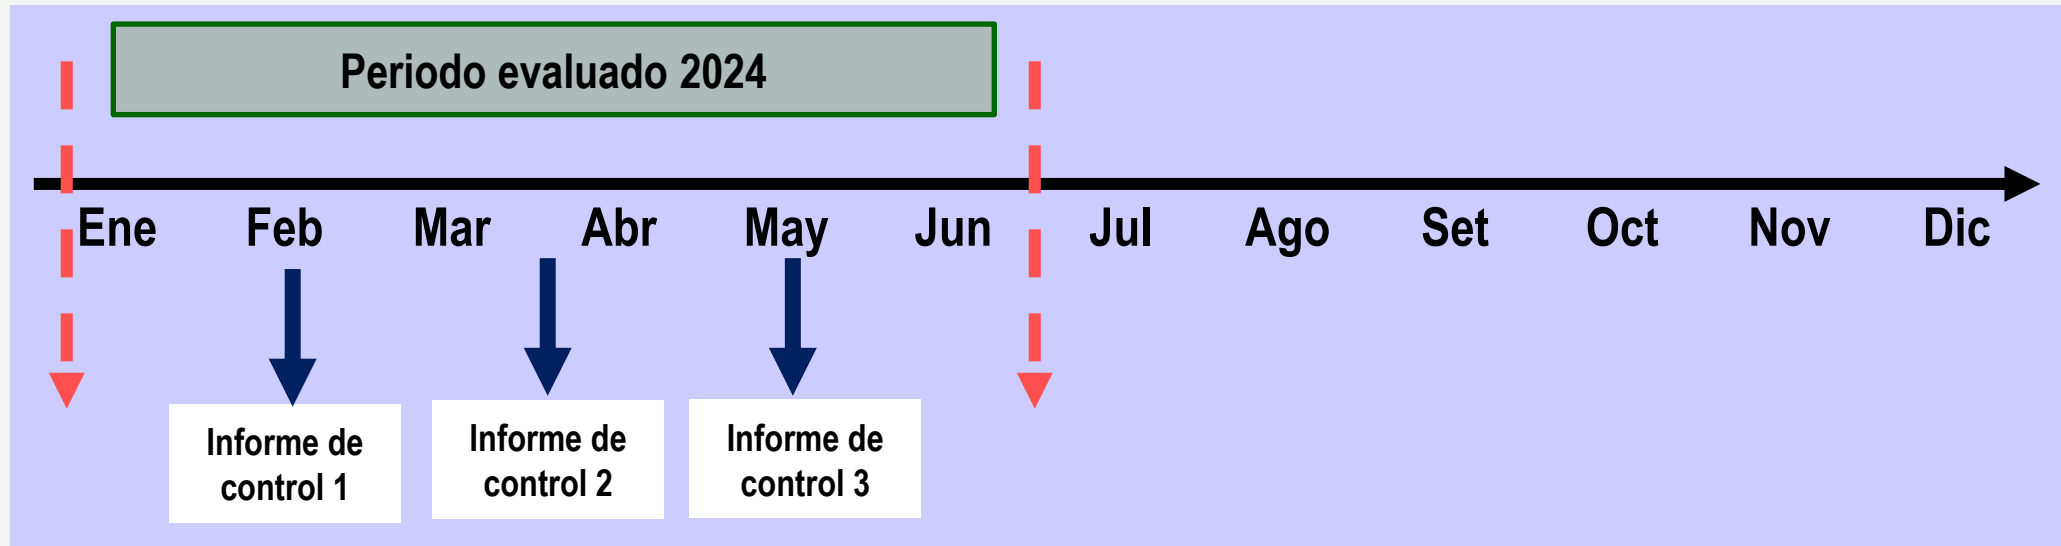 Periodo evaluado 2024
Ene Feb Mar Abr May Jun Jul Ago Set Oct Nov Dic
Informe de
control 1
Informe de
control 2
Informe de
control 3